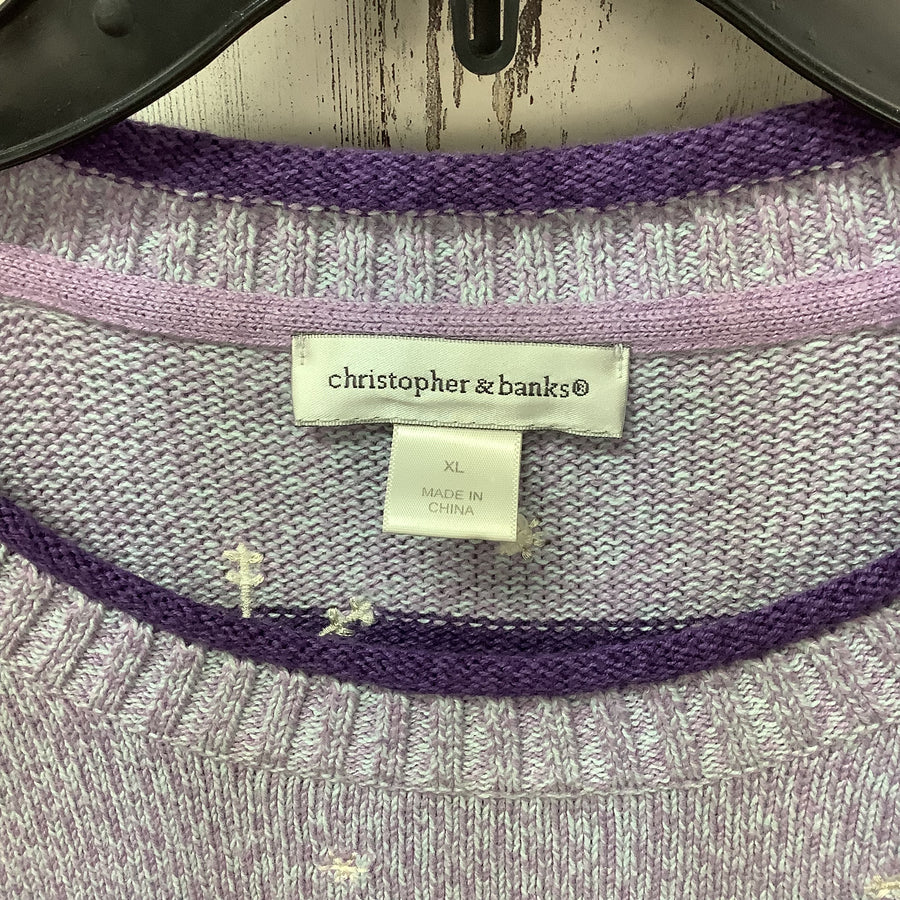 christopher & banks®
XL
MADE IN
CHINA